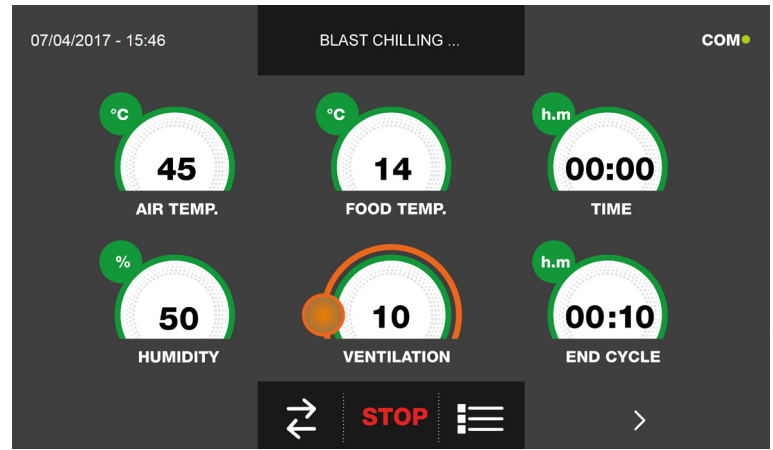 07/04/2017 - 15:46
BLAST CHILLING ...
COM
°C
45
AIR TEMP.
°C
14
FOOD TEMP.
h.m
00:00
TIME
%
50
HUMIDITY
10
VENTILATION
h.m
00:10
END CYCLE
STOP